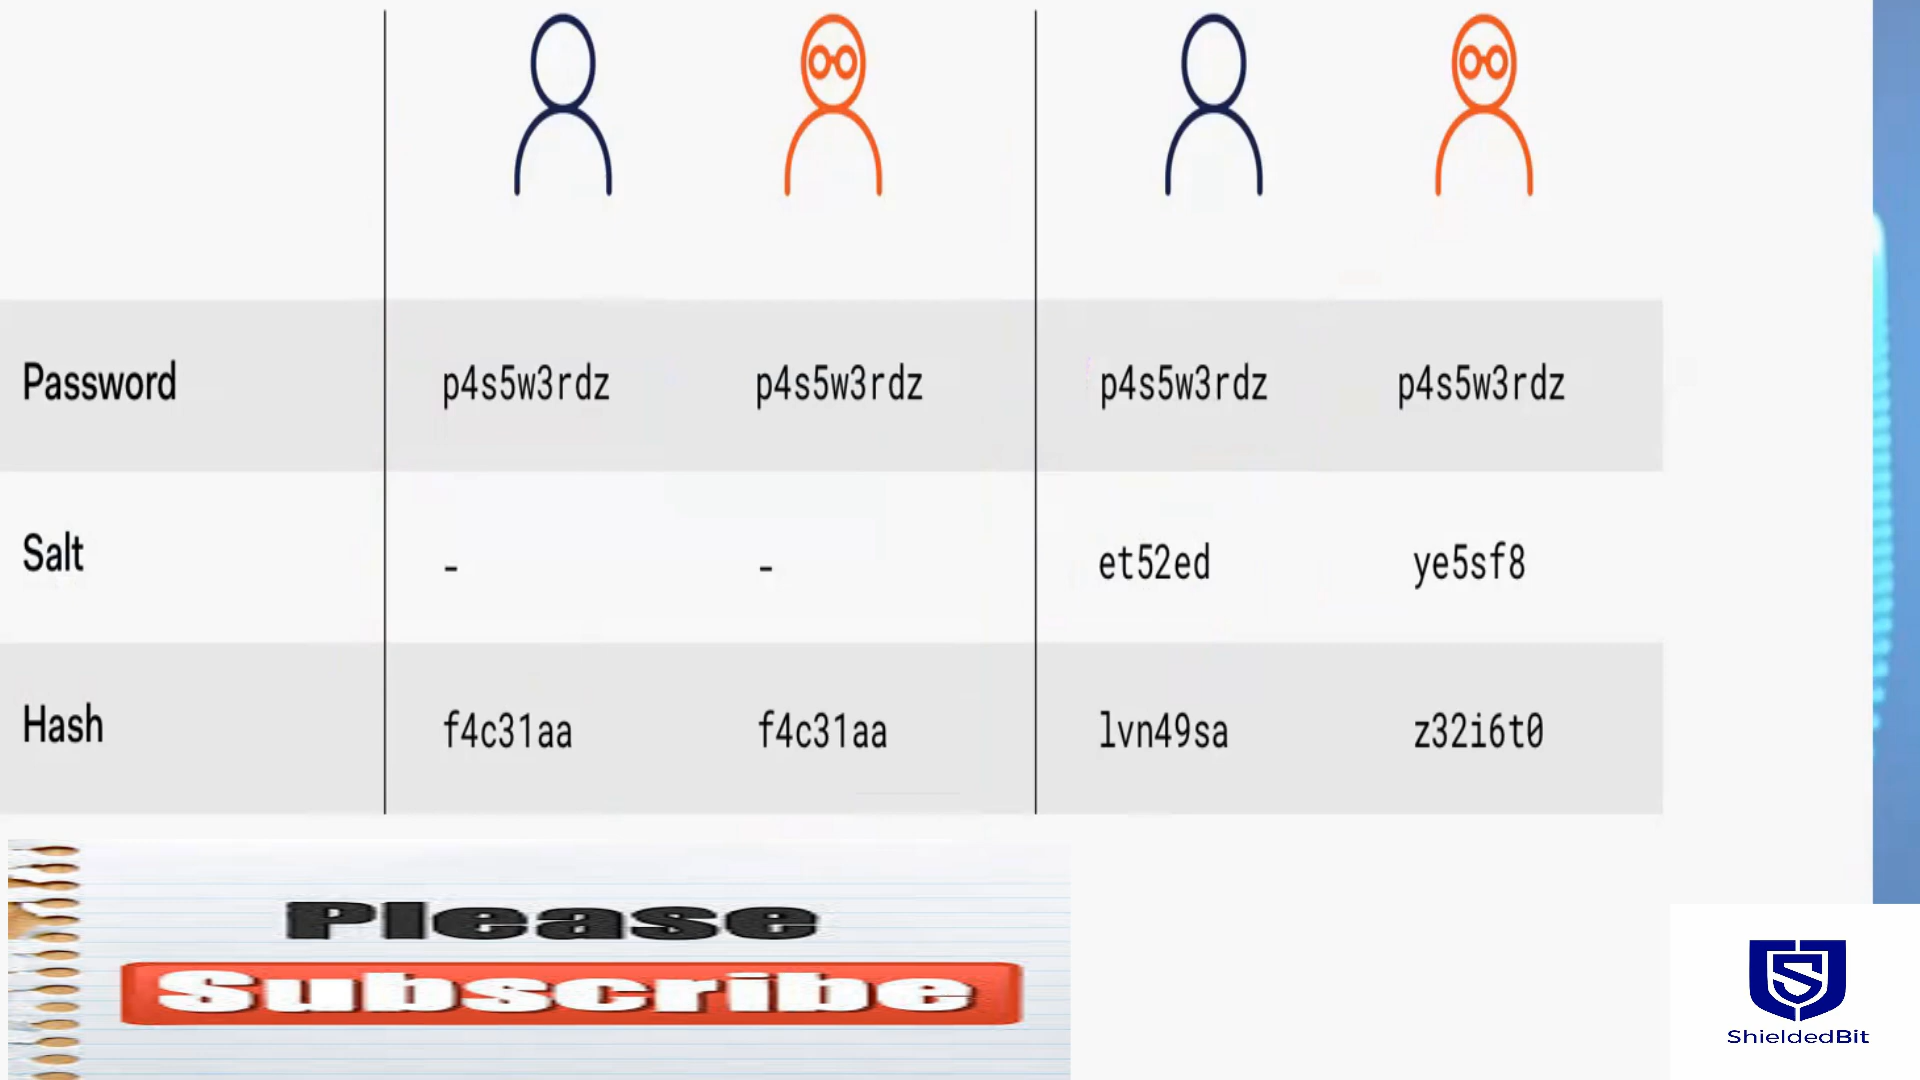 Password p4s5w3rdz p4s5w3rdz p4s5w3rdz p4s5w3rdz
Salt - - et52ed ye5sf8
Hash f4c31aa f4c31aa lvn49sa z32i6t0
Please
Subscribe
ShieldedBit